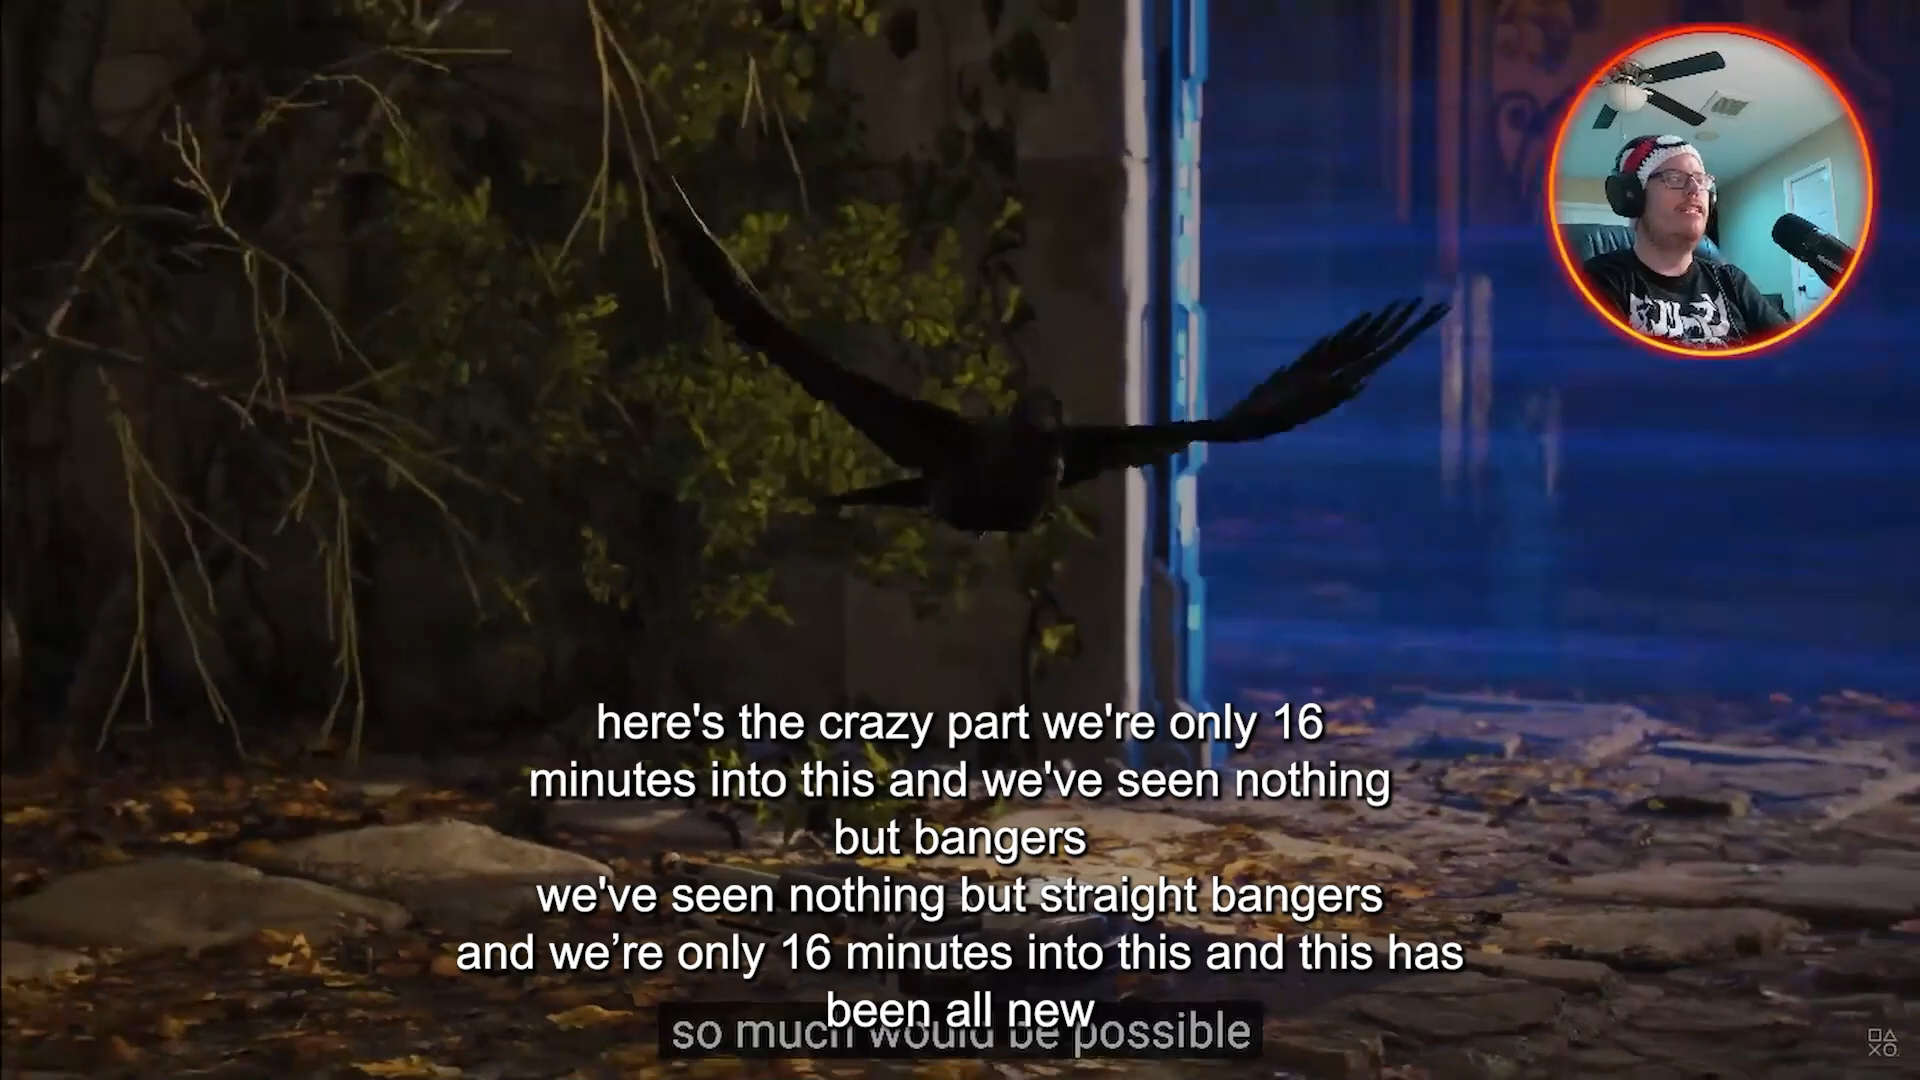 here's the crazy part we're only 16
minutes into this and we've seen nothing
but bangers
we've seen nothing but straight bangers
and we’re only 16 minutes into this and this has
been all new
so much would be possible